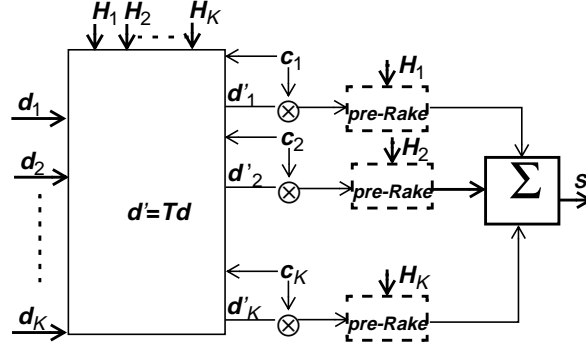 H1 H2 HK
c1
H1
d1
d'1
pre-Rake
c2
H2
d2
d'2
pre-Rake
Σ
S
d'=Td
cK
HK
dK
d'K
pre-Rake